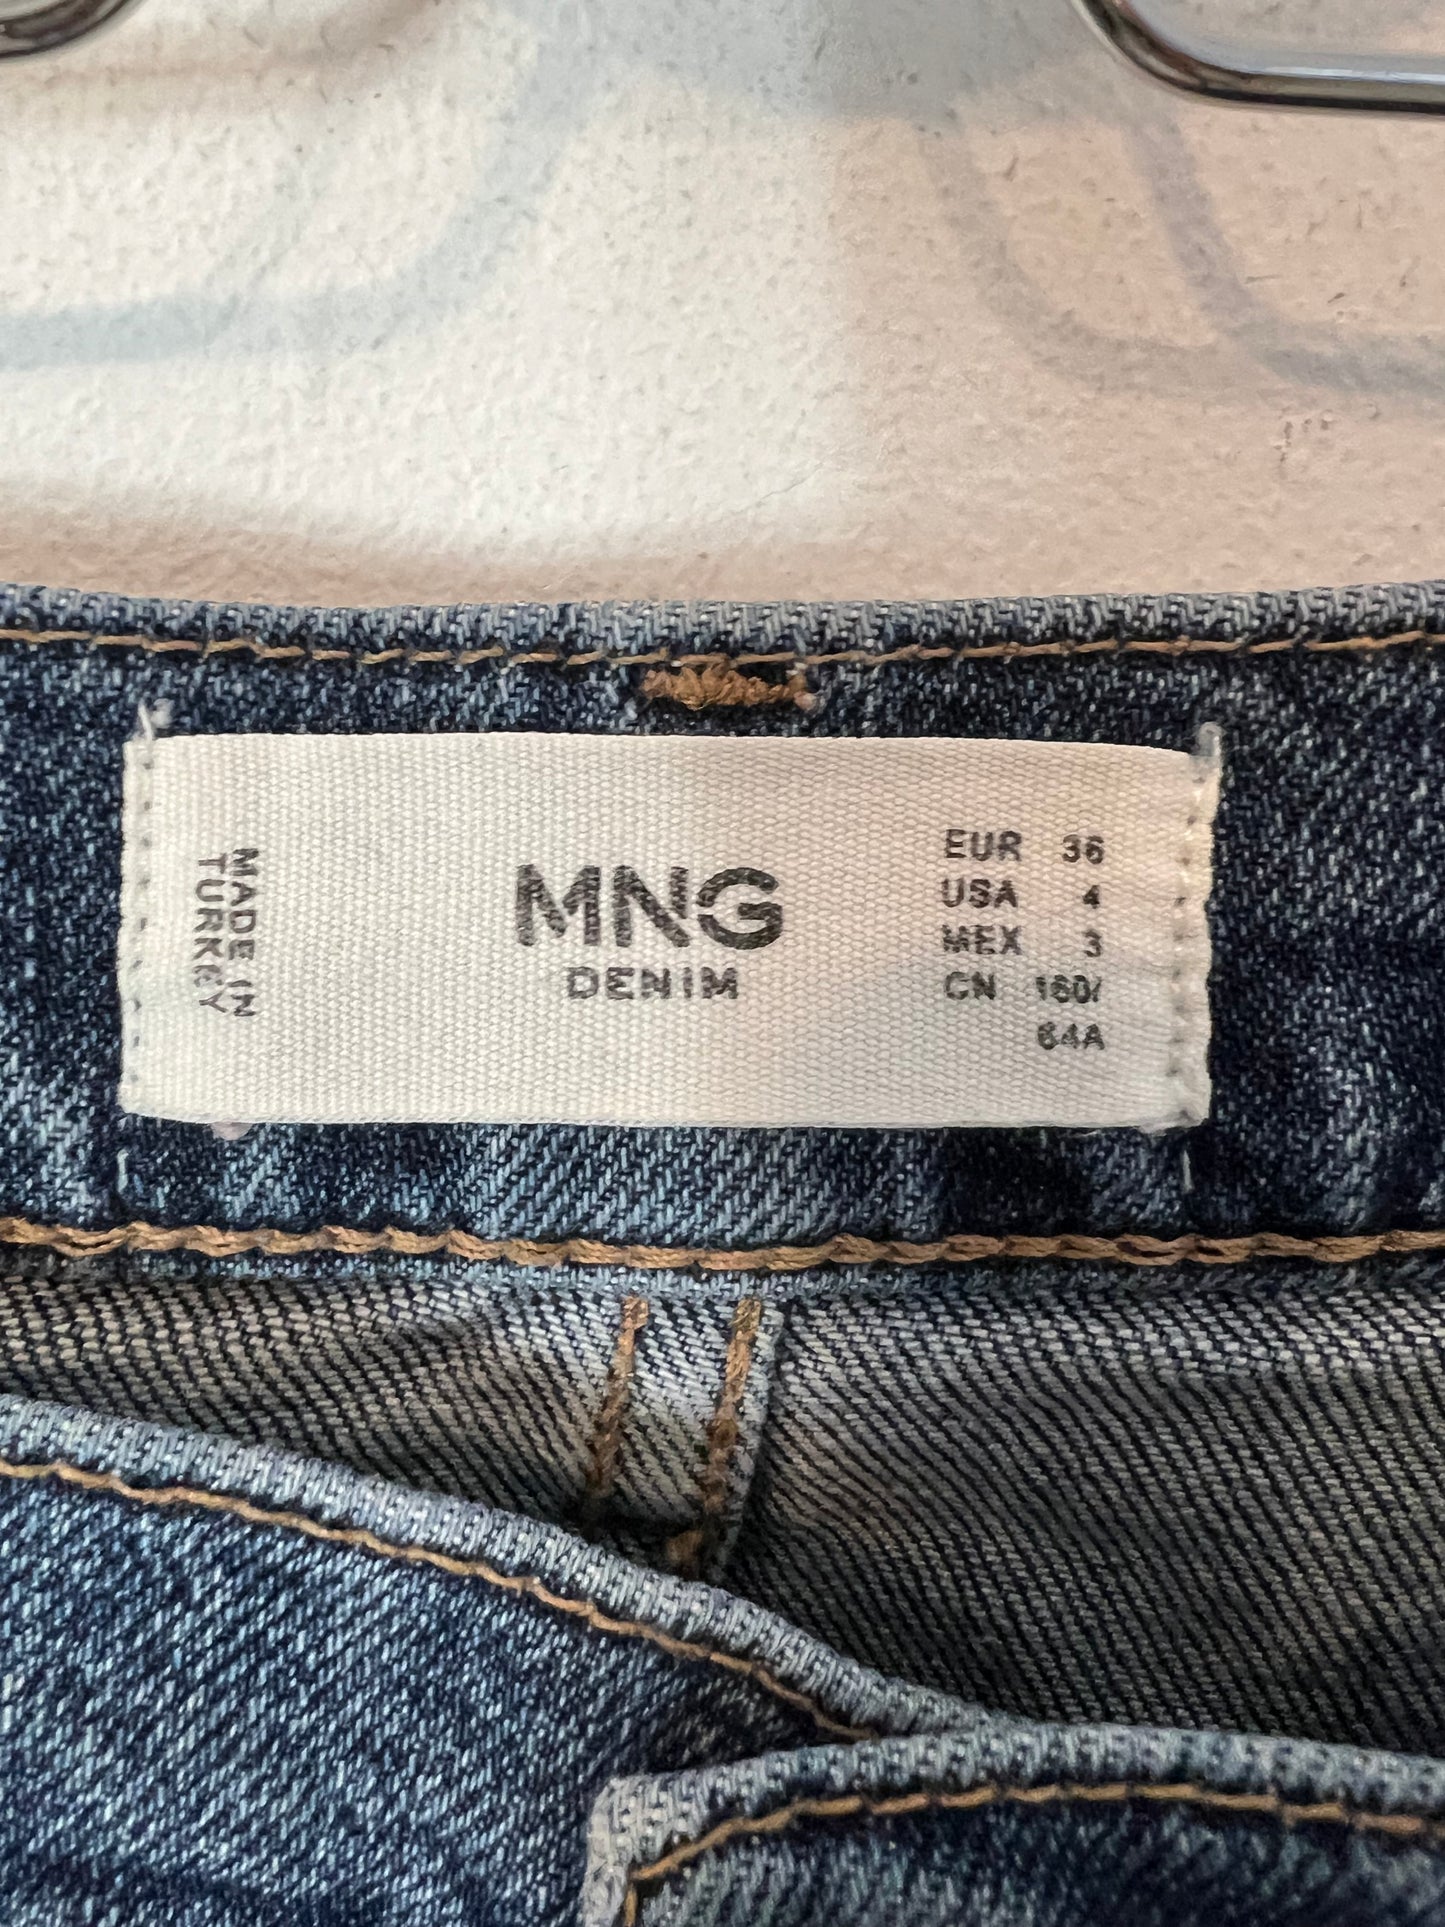 MADE IN
TURKEY
MNG
DENIM
EUR 36
USA 4
MEX 3
CN 160/
64A